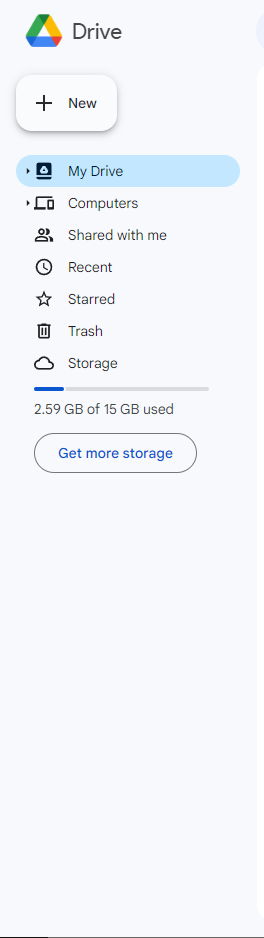 Drive
New
My Drive
Computers
Shared with me
Recent
Starred
Trash
Storage
2.59 GB of 15 GB used
Get more storage